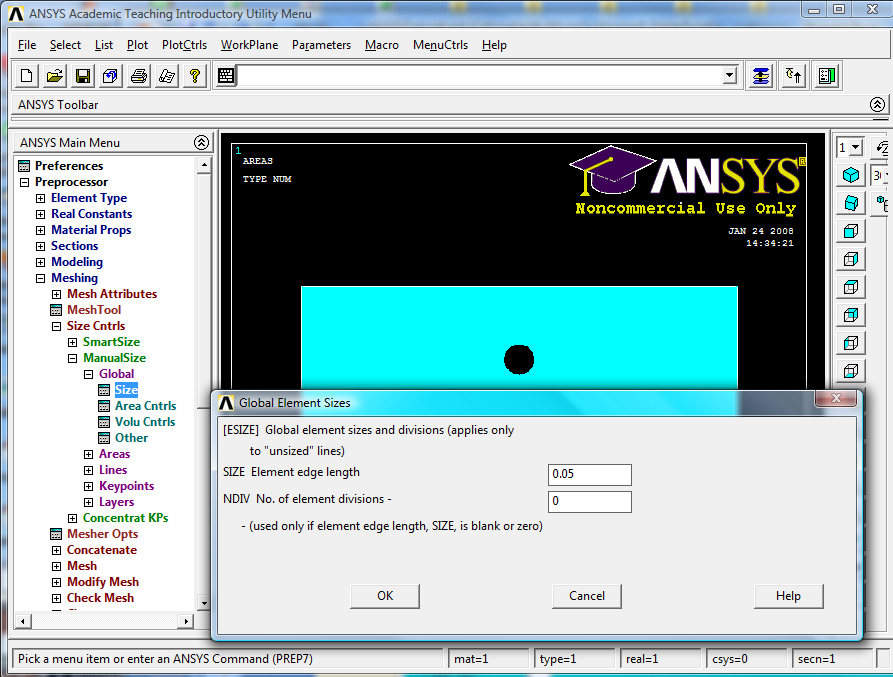 ANSYS Academic Teaching Introductory Utility Menu
File Select List Plot PlotCtrls WorkPlane Parameters Macro MenuCtrls Help
ANSYS Toolbar
ANSYS Main Menu
Preferences
Preprocessor
Element Type
Real Constants
Material Props
Sections
Modeling
Meshing
Mesh Attributes
MeshTool
Size Cntrls
SmartSize
ManualSize
Global
Size
Area Cntrls
Volu Cntrls
Other
Areas
Lines
Keypoints
Layers
Concentrat KPs
Mesher Opts
Concatenate
Mesh
Modify Mesh
Check Mesh
1
AREAS
TYPE NUM
ANSYS®
Noncommercial Use Only
JAN 24 2008
14:34:21
1
Global Element Sizes
[ESIZE] Global element sizes and divisions (applies only
to "unsized" lines)
SIZE Element edge length 0.05
NDIV No. of element divisions - 0
- (used only if element edge length, SIZE, is blank or zero)
OK Cancel Help
Pick a menu item or enter an ANSYS Command (PREP7) mat=1 type=1 real=1 csys=0 secn=1